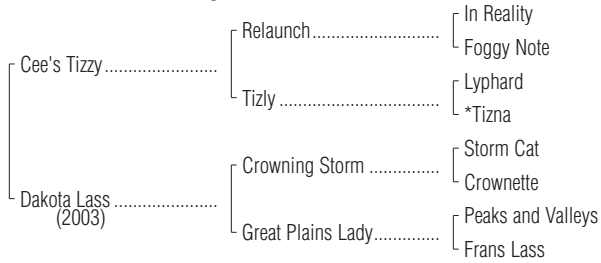 In Reality
Relaunch
Foggy Note
Cee's Tizzy
Lyphard
Tizly
*Tizna
Storm Cat
Crowning Storm
Crownette
Dakota Lass
(2003)
Peaks and Valleys
Great Plains Lady
Frans Lass